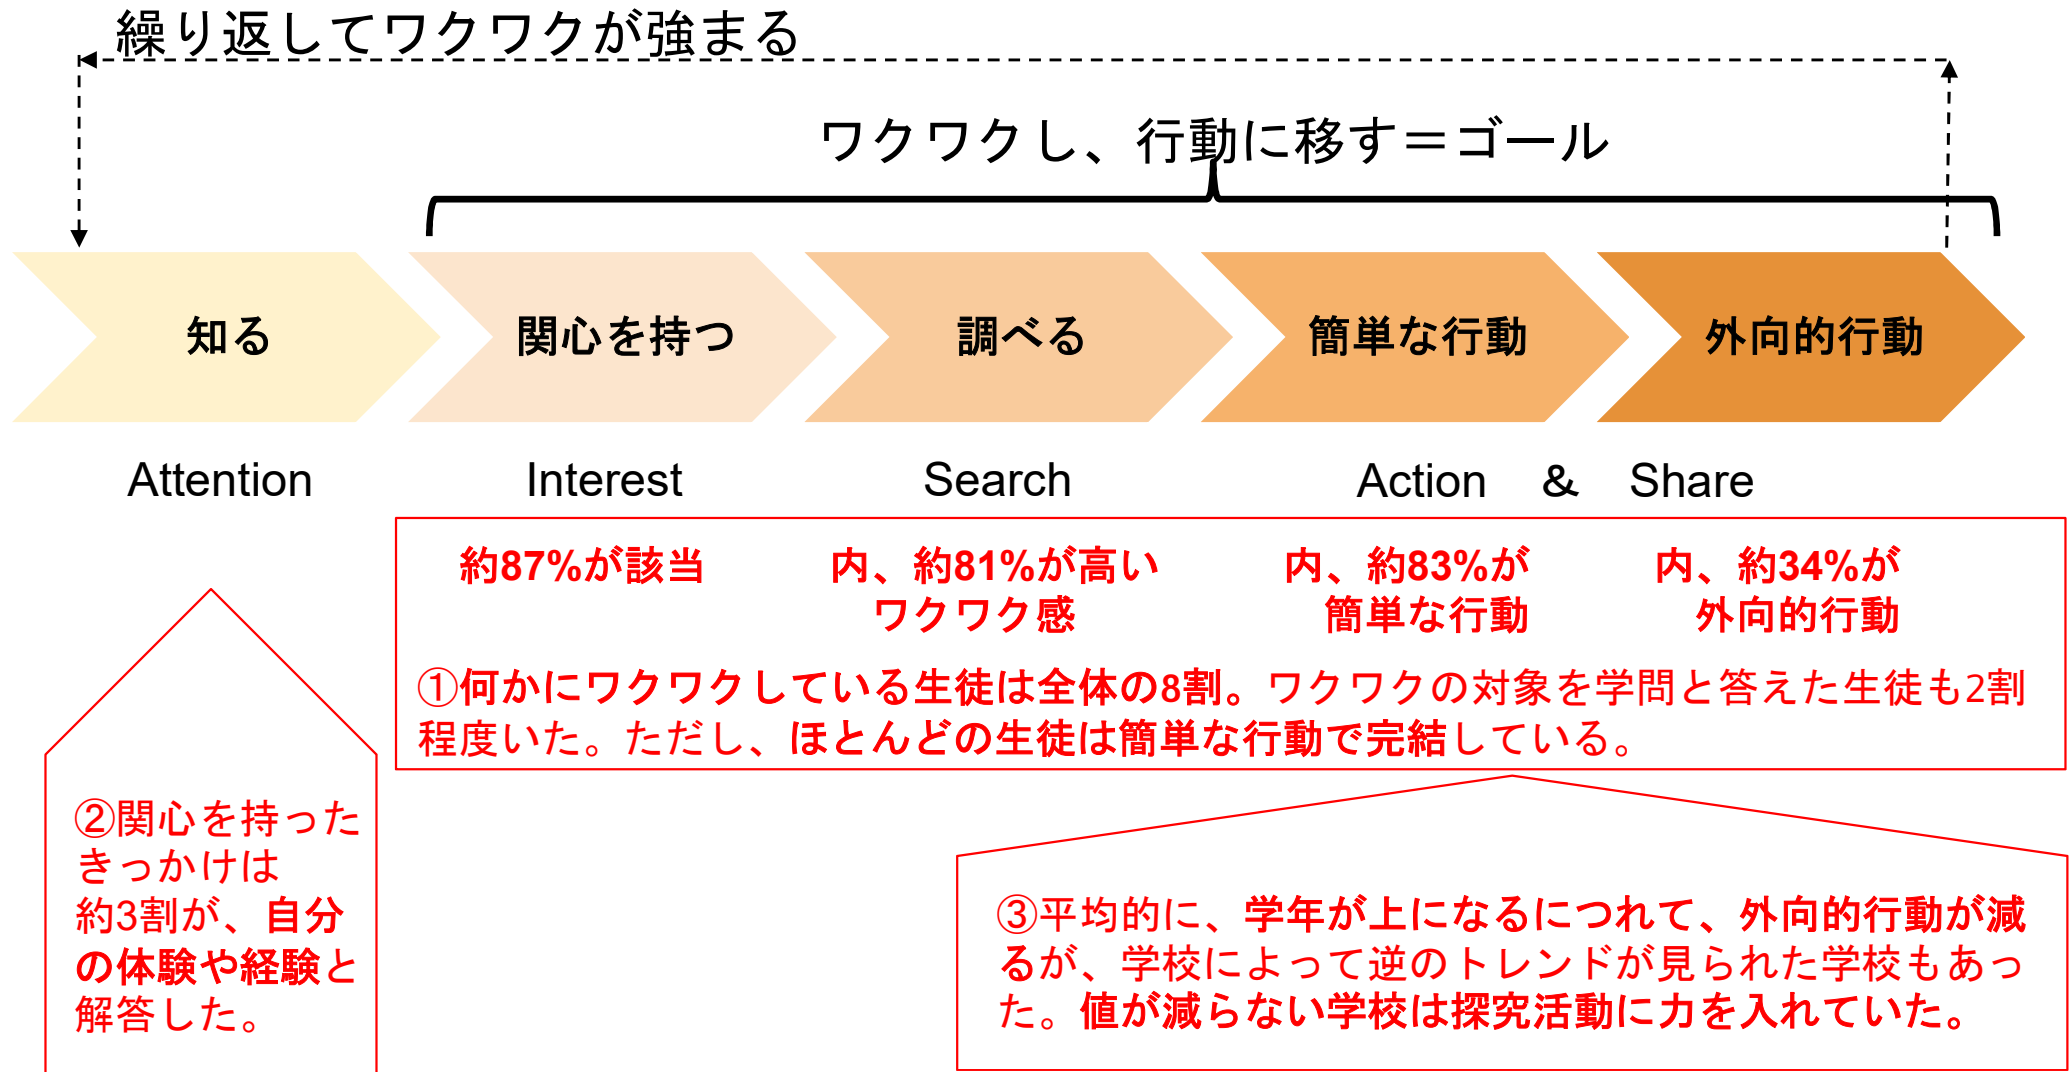 繰り返してワクワクが強まる
ワクワクし、行動に移す＝ゴール
知る
関心を持つ
調べる
簡単な行動
外向的行動
Attention
Interest
Search
Action & Share
約87%が該当
内、約81%が高い
ワクワク感
内、約83%が
簡単な行動
内、約34%が
外向的行動
①何かにワクワクしている生徒は全体の8割。ワクワクの対象を学問と答えた生徒も2割
程度いた。ただし、ほとんどの生徒は簡単な行動で完結している。
②関心を持った
きっかけは
約3割が、自分
の体験や経験と
解答した。
③平均的に、学年が上になるにつれて、外向的行動が減
るが、学校によって逆のトレンドが見られた学校もあっ
た。値が減らない学校は探究活動に力を入れていた。